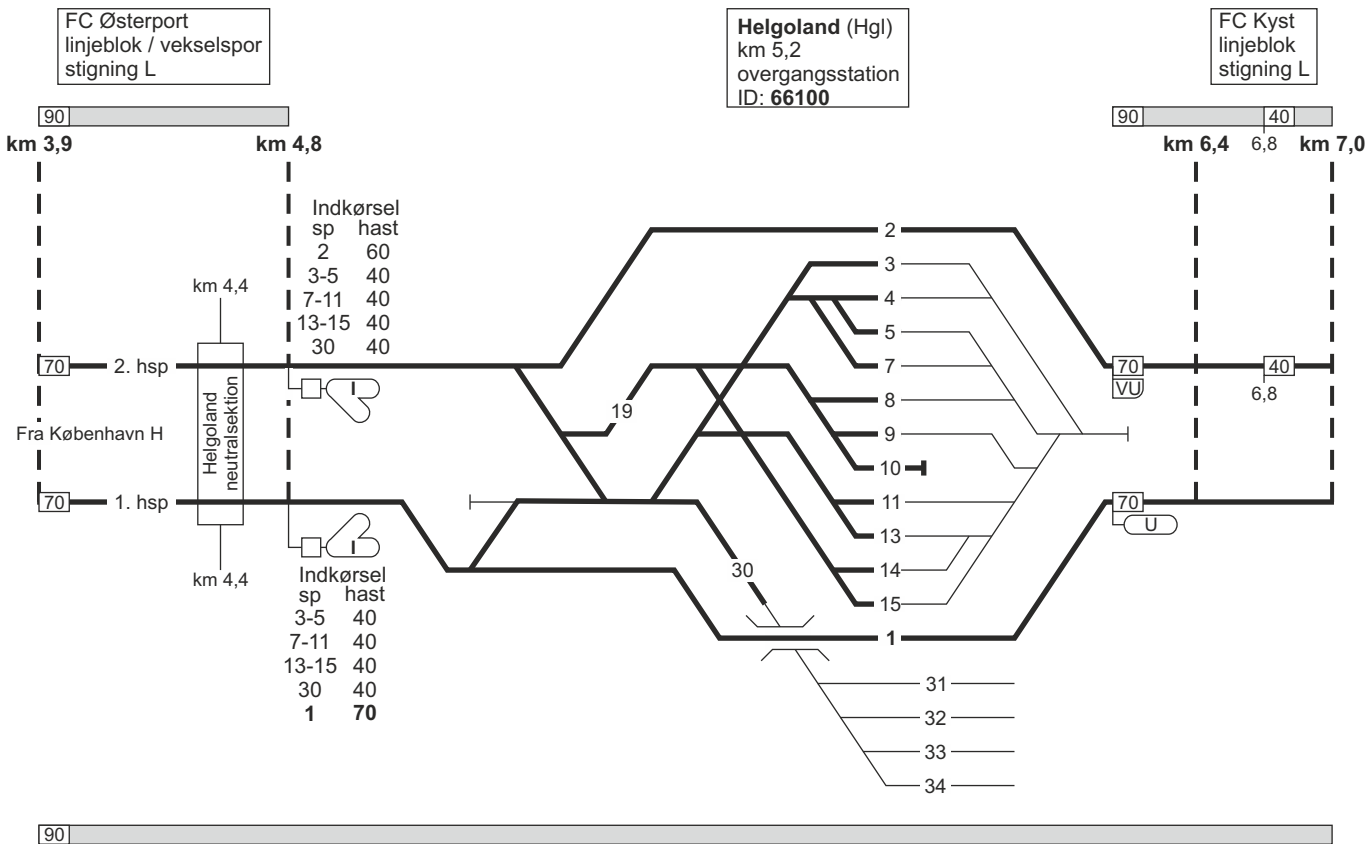 FC Østerport
linjeblok / vekselspor
stigning L
Helgoland (Hgl)
km 5,2
overgangsstation
ID: 66100
FC Kyst
linjeblok
stigning L
90
90 40
km 3,9 km 4,8
km 6,4 6,8 km 7,0
Indkørsel
sp hast
2 60
3-5 40
7-11 40
13-15 40
30 40
km 4,4
70 2. hsp
I
Fra København H
Helgoland
neutralsektion
70 1. hsp
I
km 4,4
Indkørsel
sp hast
3-5 40
7-11 40
13-15 40
30 40
1 70
19
30
2
3
4
5
7
8
9
10
11
13
14
15
1
31
32
33
34
70 40
VU
6,8
70
U
90